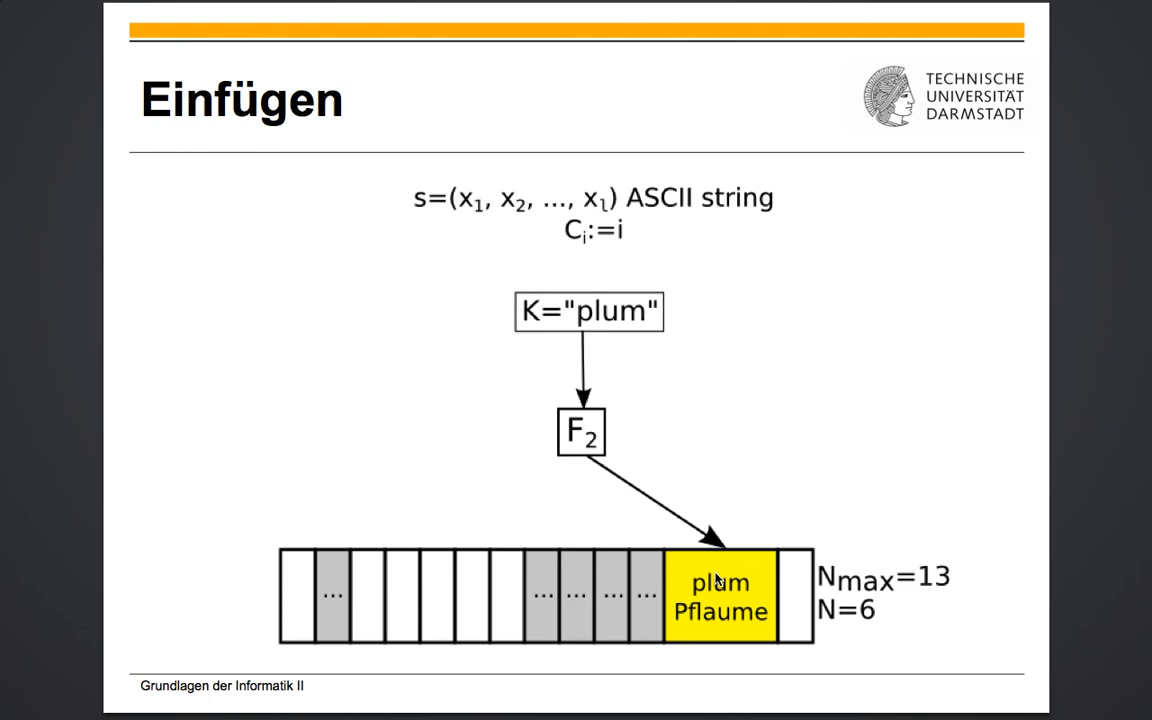 Einfügen
TECHNISCHE
UNIVERSITÄT
DARMSTADT
s=(x₁, x₂, ..., xₗ) ASCII string
Cᵢ:=i
K="plum"
F₂
... ... ... ... ...
plum
Pflaume
Nmax=13
N=6
Grundlagen der Informatik II